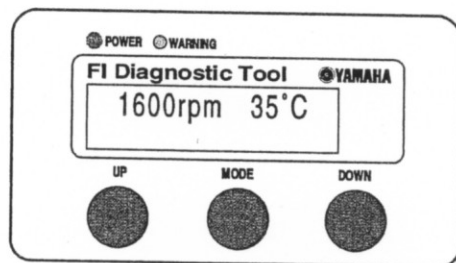 POWER WARNING
FI Diagnostic Tool YAMAHA
1600rpm 35°C
UP MODE DOWN